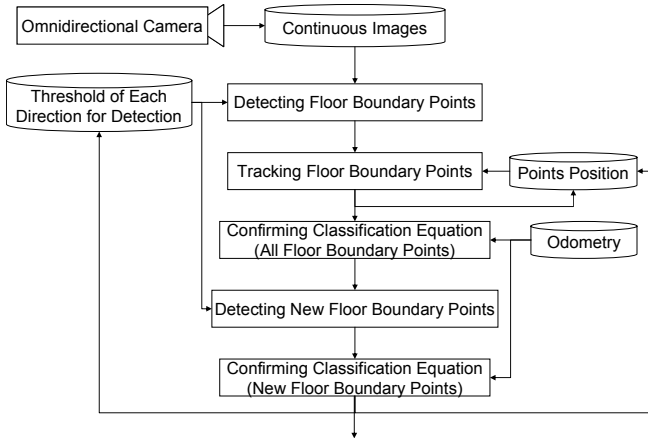 Omnidirectional Camera
Continuous Images
Threshold of Each
Direction for Detection
Detecting Floor Boundary Points
Tracking Floor Boundary Points
Points Position
Confirming Classification Equation
(All Floor Boundary Points)
Odometry
Detecting New Floor Boundary Points
Confirming Classification Equation
(New Floor Boundary Points)